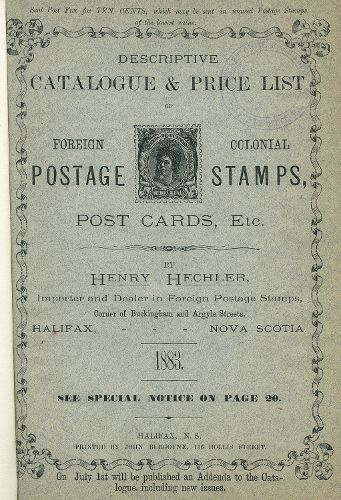 Sent Post Free for TEN CENTS, which may be sent in unused Postage Stamps
of the lowest value.
DESCRIPTIVE
CATALOGUE & PRICE LIST
OF
FOREIGN COLONIAL
POSTAGE STAMPS,
POST CARDS, Etc.
BY
HENRY HECHLER,
Importer and Dealer in Foreign Postage Stamps,
Corner of Buckingham and Argyle Streets,
HALIFAX, - - - NOVA SCOTIA.
1883.
SEE SPECIAL NOTICE ON PAGE 20.
HALIFAX, N. S.
PRINTED BY JOHN BURGOYNE, HOLLIS STREET.
On July 1st will be published an Addenda to the Cata-
logue, including new issues.